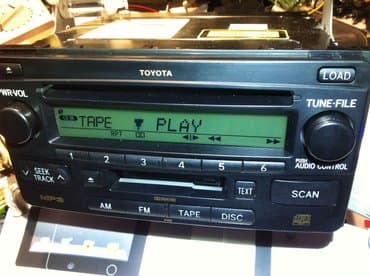 TOYOTA
LOAD
PWR·VOL
TUNE·FILE
TAPE PLAY
RPT
1 2 3 4 5 6
PUSH
AUDIO CONTROL
SEEK
TRACK
TEXT
SCAN
MP3
AM FM TAPE DISC